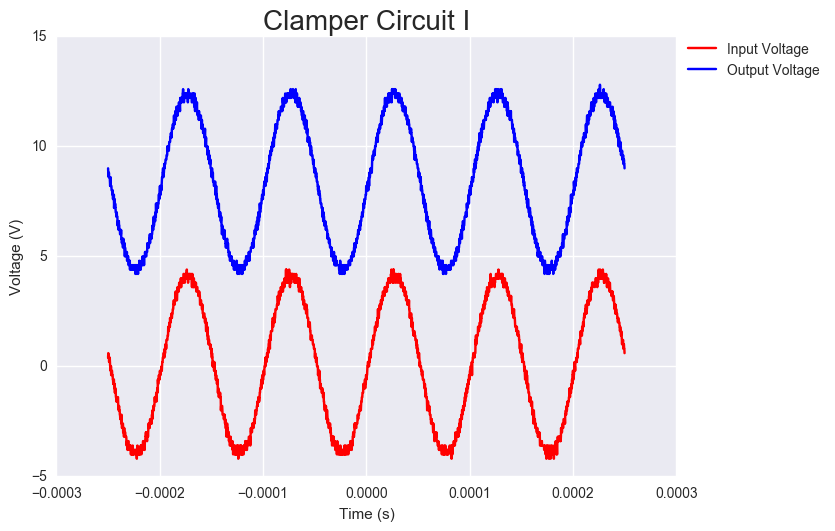 Clamper Circuit I
Input Voltage
Output Voltage
15
10
5
0
−5
Voltage (V)
−0.0003 −0.0002 −0.0001 0.0000 0.0001 0.0002 0.0003
Time (s)